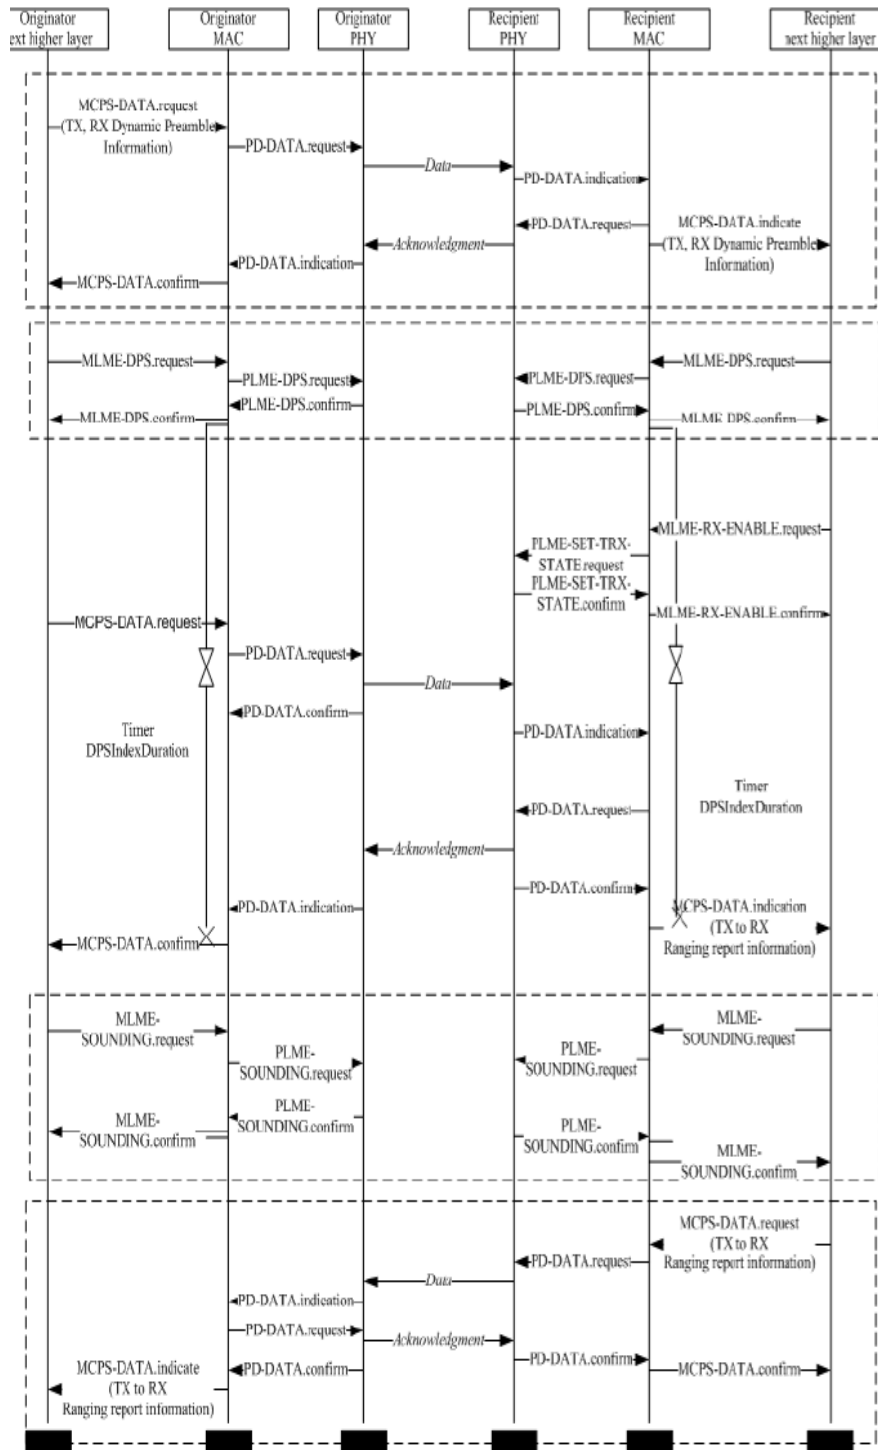 Originator
ext higher layer
Originator
MAC
Originator
PHY
Recipient
PHY
Recipient
MAC
Recipient
next higher layer
MCPS-DATA.request
(TX, RX Dynamic Preamble
Information)
PD-DATA.request
Data
PD-DATA.indication
PD-DATA.request
MCPS-DATA.indicate
(TX, RX Dynamic Preamble
Information)
Acknowledgment
PD-DATA.indication
MCPS-DATA.confirm
MLME-DPS.request
MLME-DPS.request
PLME-DPS.request
PLME-DPS.request
PLME-DPS.confirm
PLME-DPS.confirm
MLME-DPS.confirm
MLME-DPS.confirm
MLME-RX-ENABLE.request
PLME-SET-TRX-
STATE.request
PLME-SET-TRX-
STATE.confirm
MLME-RX-ENABLE.confirm
MCPS-DATA.request
PD-DATA.request
Data
PD-DATA.confirm
PD-DATA.indication
Timer
DPSIndexDuration
Timer
DPSIndexDuration
PD-DATA.request
Acknowledgment
PD-DATA.confirm
PD-DATA.indication
MCPS-DATA.indication
(TX to RX
Ranging report information)
MCPS-DATA.confirm
MLME-
SOUNDING.request
MLME-
SOUNDING.request
PLME-
SOUNDING.request
PLME-
SOUNDING.request
PLME-
SOUNDING.confirm
MLME-
SOUNDING.confirm
PLME-
SOUNDING.confirm
MLME-
SOUNDING.confirm
MCPS-DATA.request
(TX to RX
Ranging report information)
PD-DATA.request
Data
PD-DATA.indication
PD-DATA.request
Acknowledgment
PD-DATA.confirm
PD-DATA.confirm
MCPS-DATA.confirm
MCPS-DATA.indicate
(TX to RX
Ranging report information)